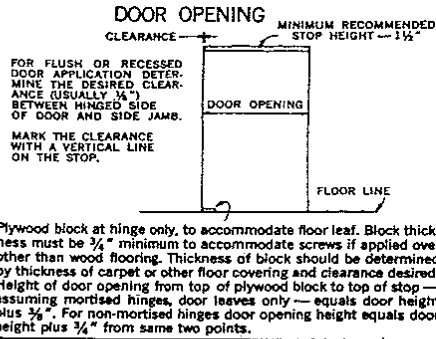 DOOR OPENING
CLEARANCE
MINIMUM RECOMMENDED
STOP HEIGHT — 1½"
FOR FLUSH OR RECESSED
DOOR APPLICATION DETER-
MINE THE DESIRED CLEAR-
ANCE (USUALLY ⅛")
BETWEEN HINGED SIDE
OF DOOR AND SIDE JAMB.
DOOR OPENING
MARK THE CLEARANCE
WITH A VERTICAL LINE
ON THE STOP.
FLOOR LINE
Plywood block at hinge only, to accommodate floor leaf. Block thick-
ness must be ¾" minimum to accommodate screws if applied over
other than wood flooring. Thickness of block should be determined
by thickness of carpet or other floor covering and clearance desired.
Height of door opening from top of plywood block to top of stop —
assuming mortised hinges, door leaves only — equals door height
plus ⅜". For non-mortised hinges door opening height equals door
height plus ¾" from same two points.